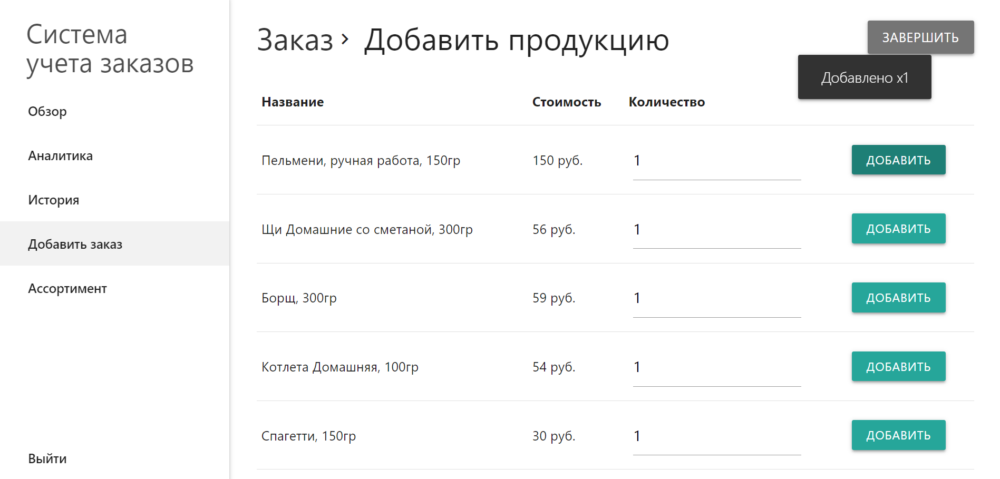 Система
учета заказов
Обзор
Аналитика
История
Добавить заказ
Ассортимент
Выйти
Заказ › Добавить продукцию
ЗАВЕРШИТЬ
Добавлено x1
Название Стоимость Количество
Пельмени, ручная работа, 150гр 150 руб. 1 ДОБАВИТЬ
Щи Домашние со сметаной, 300гр 56 руб. 1 ДОБАВИТЬ
Борщ, 300гр 59 руб. 1 ДОБАВИТЬ
Котлета Домашняя, 100гр 54 руб. 1 ДОБАВИТЬ
Спагетти, 150гр 30 руб. 1 ДОБАВИТЬ